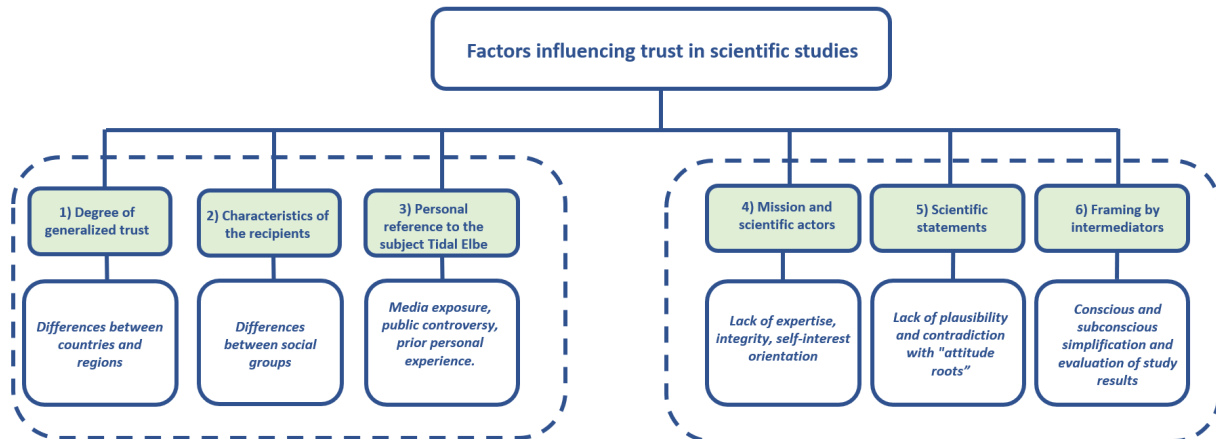 Factors influencing trust in scientific studies
1) Degree of
generalized trust
2) Characteristics of
the recipients
3) Personal
reference to the
subject Tidal Elbe
4) Mission and
scientific actors
5) Scientific
statements
6) Framing by
intermediators
Differences between
countries and
regions
Differences
between social
groups
Media exposure,
public controversy,
prior personal
experience.
Lack of expertise,
integrity, self-interest
orientation
Lack of plausibility
and contradiction
with "attitude
roots”
Conscious and
subconscious
simplification and
evaluation of study
results